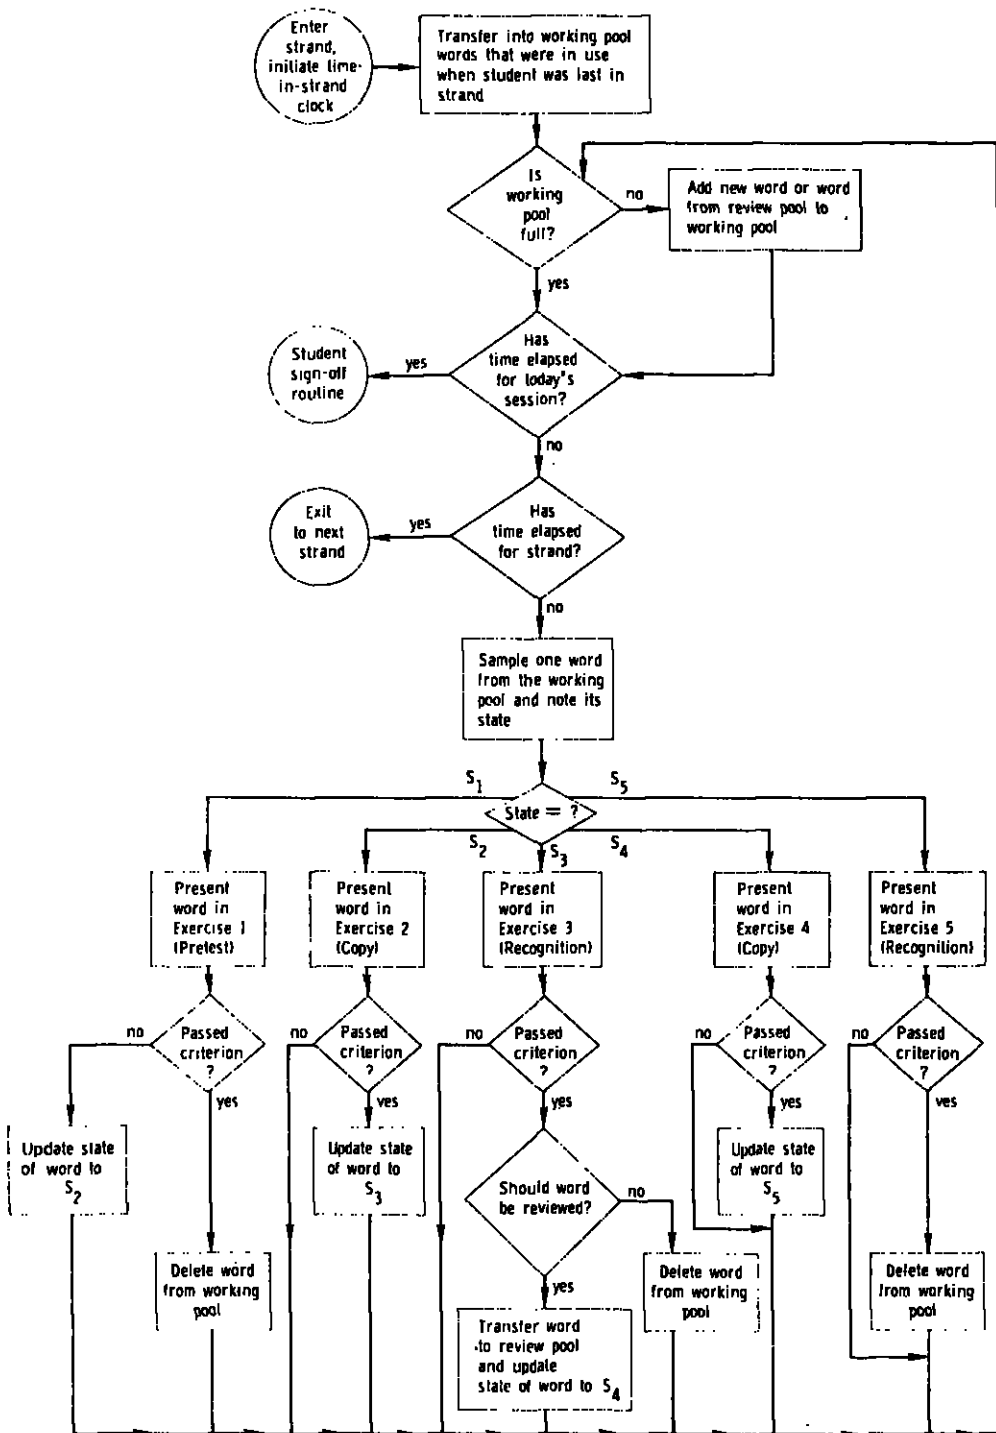 Enter
strand,
initiate time-
in-strand
clock
Transfer into working pool
words that were in use
when student was last in
strand
Is
working
pool
full?
no
Add new word or word
from review pool to
working pool
yes
Has
time elapsed
for today's
session?
yes
Student
sign-off
routine
no
Has
time elapsed
for strand?
yes
Exit
to next
strand
no
Sample one word
from the working
pool and note its
state
State = ?
S1
S2
S3
S4
S5
Present
word in
Exercise 1
(Pretest)
Present
word in
Exercise 2
(Copy)
Present
word in
Exercise 3
(Recognition)
Present
word in
Exercise 4
(Copy)
Present
word in
Exercise 5
(Recognition)
no
Passed
criterion
?
yes
no
Passed
criterion
?
yes
no
Passed
criterion
?
yes
no
Passed
criterion
?
yes
no
Passed
criterion
?
yes
Update state
of word to
S2
Update state
of word to
S3
Should word
be reviewed?
no
yes
Update state
of word to
S5
Delete word
from working
pool
Transfer word
to review pool
and update
state of word to S4
Delete word
from working
pool
Delete word
from working
pool